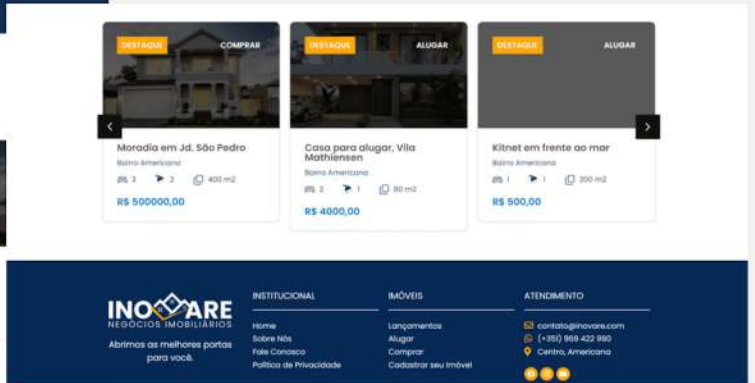 DESTAQUE COMPRAR
DESTAQUE ALUGAR
DESTAQUE ALUGAR
Moradia em Jd. São Pedro
Bairro Americana
3 2 400 m2
R$ 500000,00
Casa para alugar, Vila
Mathiensen
Bairro Americana
2 1 80 m2
R$ 4000,00
Kitnet em frente ao mar
Bairro Americana
1 1 200 m2
R$ 500,00
INOVARE
NEGÓCIOS IMOBILIÁRIOS
Abrimos as melhores portas
para você.
INSTITUCIONAL
Home
Sobre Nós
Fale Conosco
Política de Privacidade
IMÓVEIS
Lançamentos
Alugar
Comprar
Cadastrar seu Imóvel
ATENDIMENTO
contato@inovare.com
(+351) 969 422 990
Centro, Americana